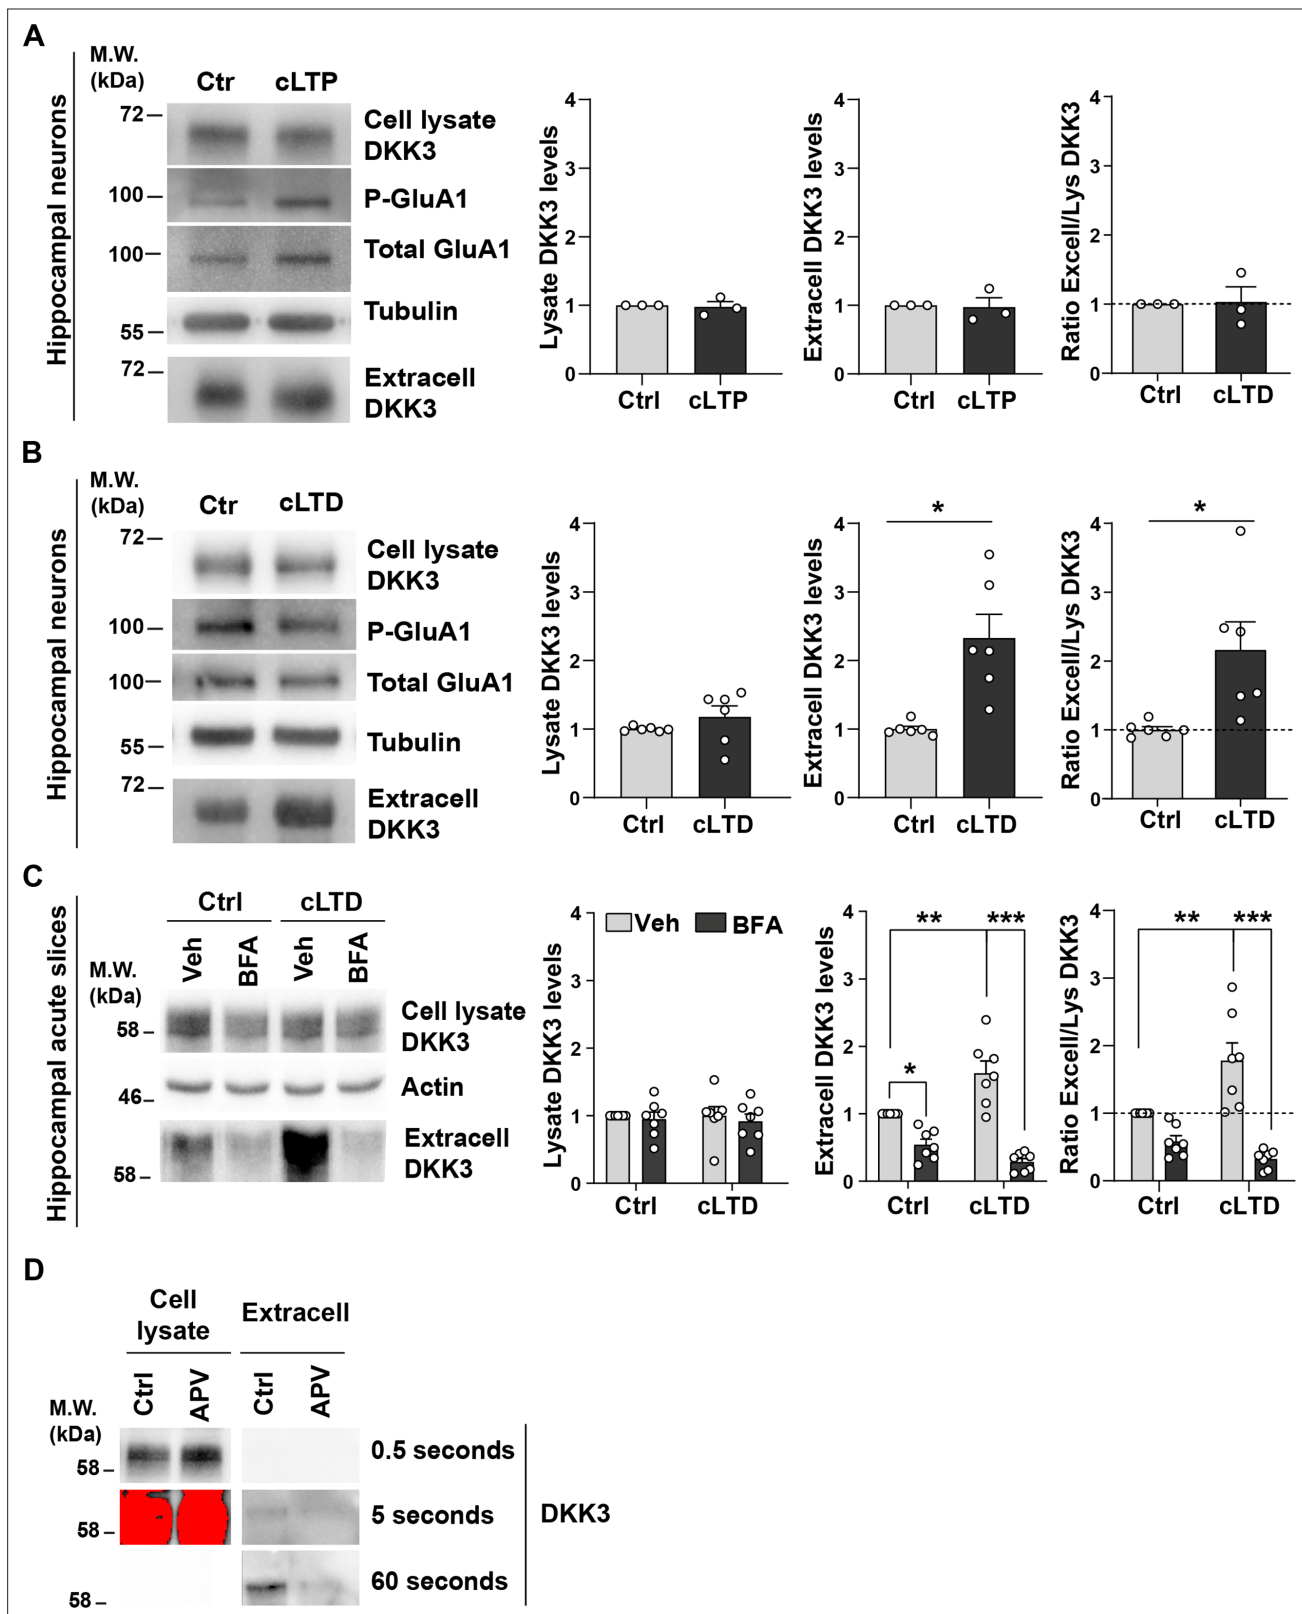 A
Hippocampal neurons
M.W.
(kDa)
Ctr
cLTP
72
Cell lysate
DKK3
100
P-GluA1
100
Total GluA1
55
Tubulin
72
Extracell
DKK3
Lysate DKK3 levels
4
3
2
1
0
Ctrl
cLTP
Extracell DKK3 levels
4
3
2
1
0
Ctrl
cLTP
Ratio Excell/Lys DKK3
4
3
2
1
0
Ctrl
cLTD
B
Hippocampal neurons
M.W.
(kDa)
Ctr
cLTD
72
Cell lysate
DKK3
100
P-GluA1
100
Total GluA1
55
Tubulin
72
Extracell
DKK3
Lysate DKK3 levels
4
3
2
1
0
Ctrl
cLTD
Extracell DKK3 levels
4
3
2
1
0
*
Ctrl
cLTD
Ratio Excell/Lys DKK3
4
3
2
1
0
*
Ctrl
cLTD
C
Hippocampal acute slices
Ctrl
cLTD
Veh
BFA
Veh
BFA
M.W.
(kDa)
58
Cell lysate
DKK3
46
Actin
58
Extracell
DKK3
Lysate DKK3 levels
4
3
2
1
0
Veh
BFA
Ctrl
cLTD
Extracell DKK3 levels
4
3
2
1
0
**
***
*
Ctrl
cLTD
Ratio Excell/Lys DKK3
4
3
2
1
0
**
***
Ctrl
cLTD
D
Cell
lysate
Extracell
Ctrl
APV
Ctrl
APV
M.W.
(kDa)
58
0.5 seconds
58
5 seconds
58
60 seconds
DKK3